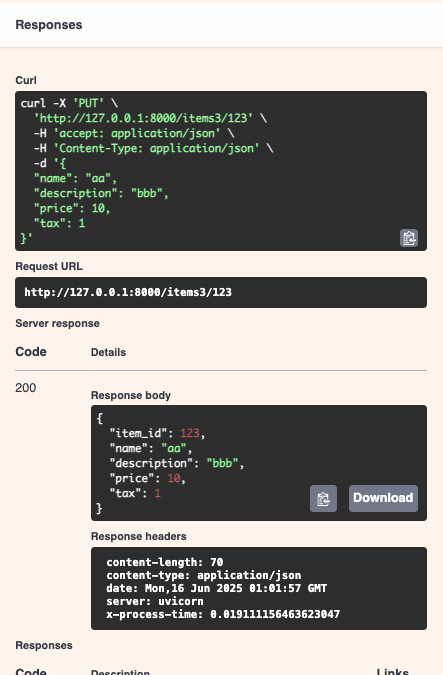 Responses
Curl
curl -X 'PUT' \
  'http://127.0.0.1:8000/items3/123' \
  -H 'accept: application/json' \
  -H 'Content-Type: application/json' \
  -d '{
  "name": "aa",
  "description": "bbb",
  "price": 10,
  "tax": 1
}'
Request URL
http://127.0.0.1:8000/items3/123
Server response
Code Details
200
Response body
{
  "item_id": 123,
  "name": "aa",
  "description": "bbb",
  "price": 10,
  "tax": 1
}
Download
Response headers
content-length: 70
content-type: application/json
date: Mon,16 Jun 2025 01:01:57 GMT
server: uvicorn
x-process-time: 0.019111156463623047
Responses
Code Description Links